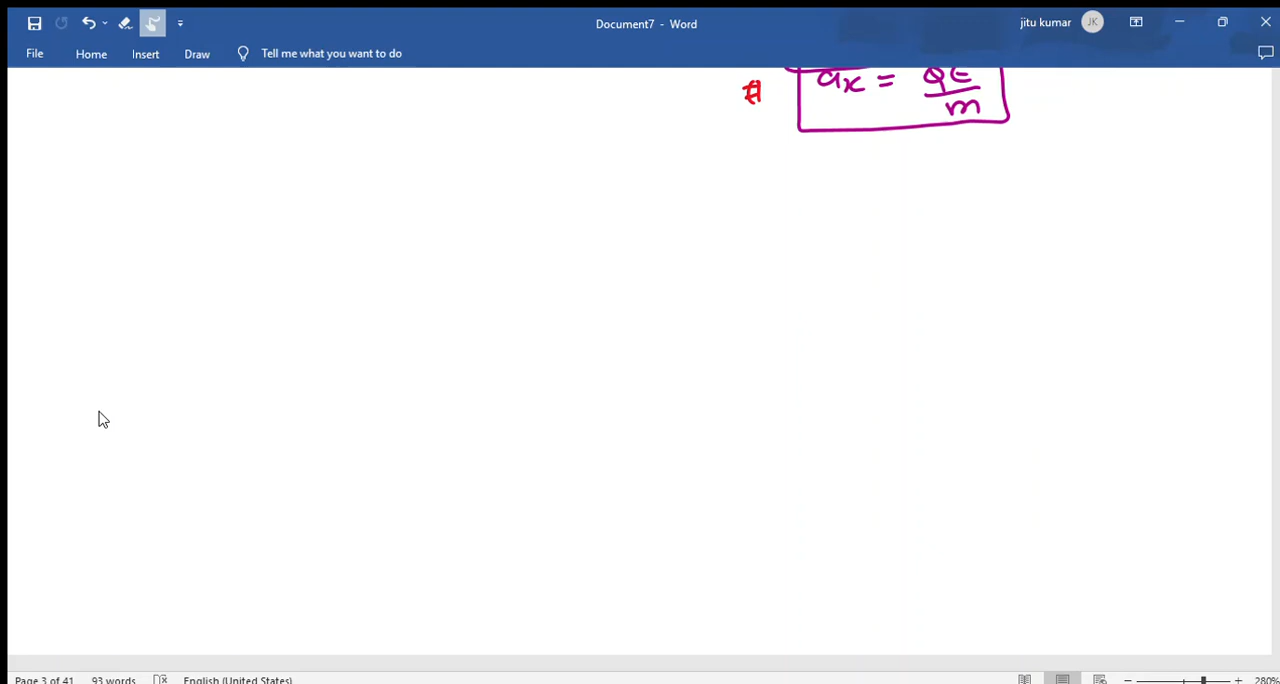 Document7 - Word
jitu kumar
JK
File
Home
Insert
Draw
Tell me what you want to do
# ax = QE/m
Page 3 of 41
93 words
English (United States)
280%